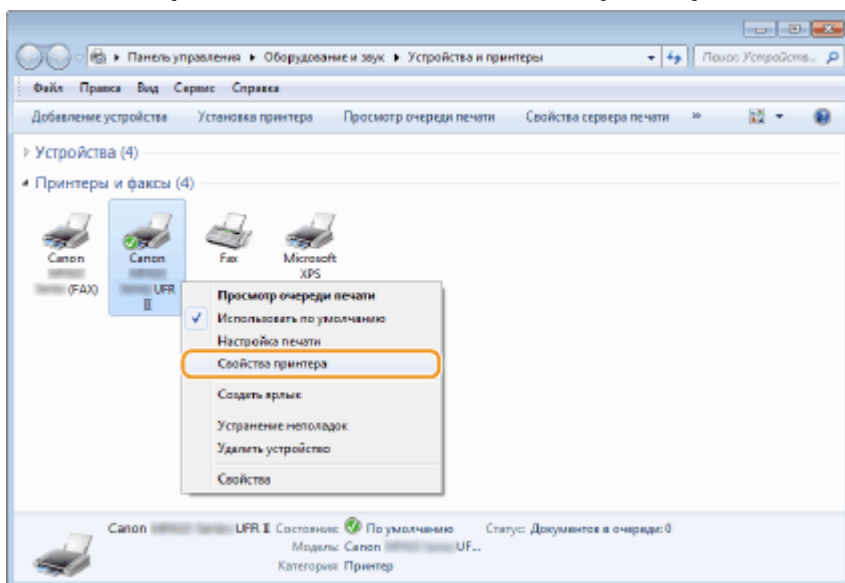 Панель управления ▸ Оборудование и звук ▸ Устройства и принтеры
Поиск: Устройств...
Файл Правка Вид Сервис Справка
Добавление устройства Установка принтера Просмотр очереди печати Свойства сервера печати »
Устройства (4)
Принтеры и факсы (4)
Canon
(FAX)
Canon
UFR
II
Fax
Microsoft
XPS
Просмотр очереди печати
Использовать по умолчанию
Настройка печати
Свойства принтера
Создать ярлык
Устранение неполадок
Удалить устройство
Свойства
Canon UFR II Состояние: По умолчанию Статус: Документов в очереди: 0
Модель: Canon UF...
Категория: Принтер